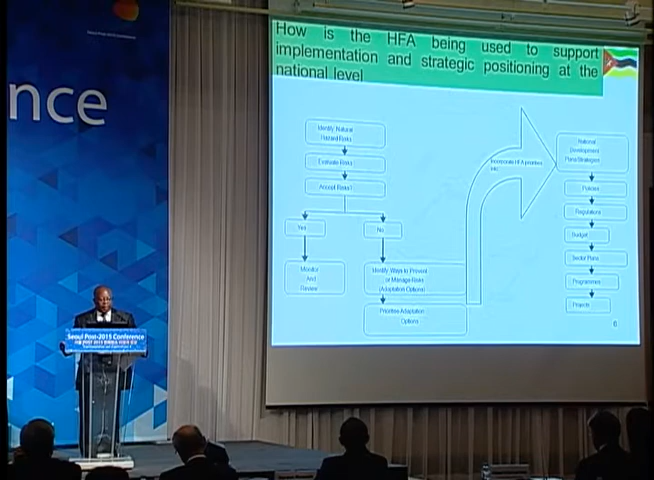 nce
How is the HFA being used to support
implementation and strategic positioning at the
national level
Identify Natural
Hazard Risks
Evaluate Risks
Accept Risks?
Yes
No
Monitor
And
Review
Identify Ways to Prevent
or Manage Risks
(Adaptation Options)
Prioritise Adaptation
Options
Incorporate HFA priorities
into
National
Development
Plans/Strategies
Policies
Regulations
Budget
Sector Plans
Programmes
Projects
6
Seoul Post-2015 Conference